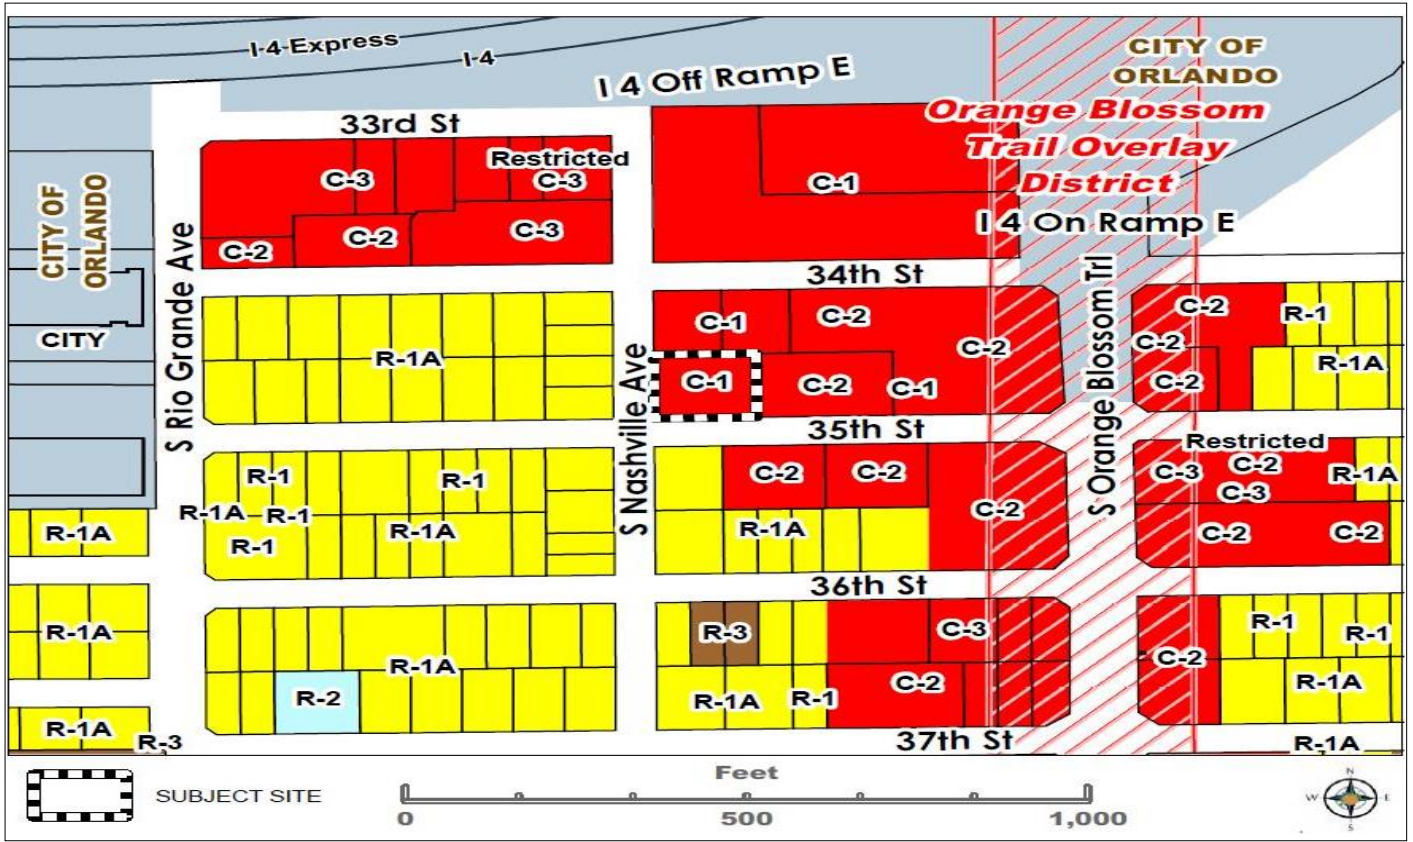 I 4 Express
I 4
I 4 Off Ramp E
CITY OF
ORLANDO
Orange Blossom
Trail Overlay
District
33rd St
Restricted
C-3
C-3
C-1
CITY OF
ORLANDO
I 4 On Ramp E
S Rio Grande Ave
C-2
C-2
C-3
34th St
S Orange Blossom Trl
CITY
R-1A
S Nashville Ave
C-1
C-2
C-2
C-1
C-2
C-1
C-2
R-1
C-2
R-1A
C-2
35th St
R-1
R-1
R-1A
R-1
R-1
R-1A
C-2
C-2
R-1A
C-2
Restricted
C-3
C-2
C-3
R-1A
C-2
C-2
R-1A
36th St
R-1A
R-1A
R-2
R-3
C-3
R-1A
R-1
C-2
C-2
R-1
R-1
R-1A
R-1A
R-3
37th St
R-1A
SUBJECT SITE
Feet
0 500 1,000
N
W E
S